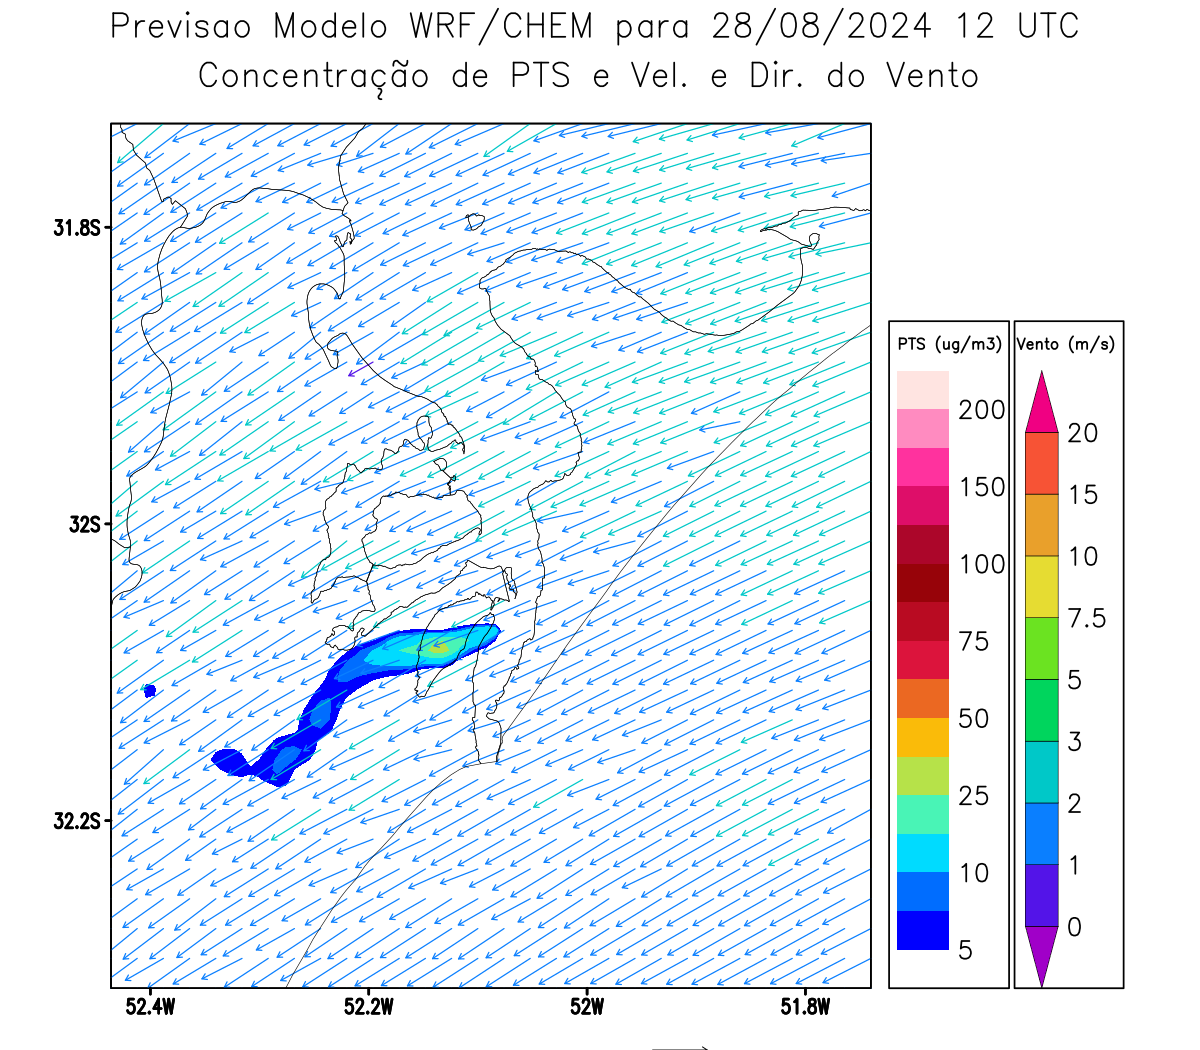 Previsao Modelo WRF/CHEM para 28/08/2024 12 UTC
Concentração de PTS e Vel. e Dir. do Vento
31.8S
32S
32.2S
52.4W
52.2W
52W
51.8W
PTS (ug/m3)
200
150
100
75
50
25
10
5
Vento (m/s)
20
15
10
7.5
5
3
2
1
0